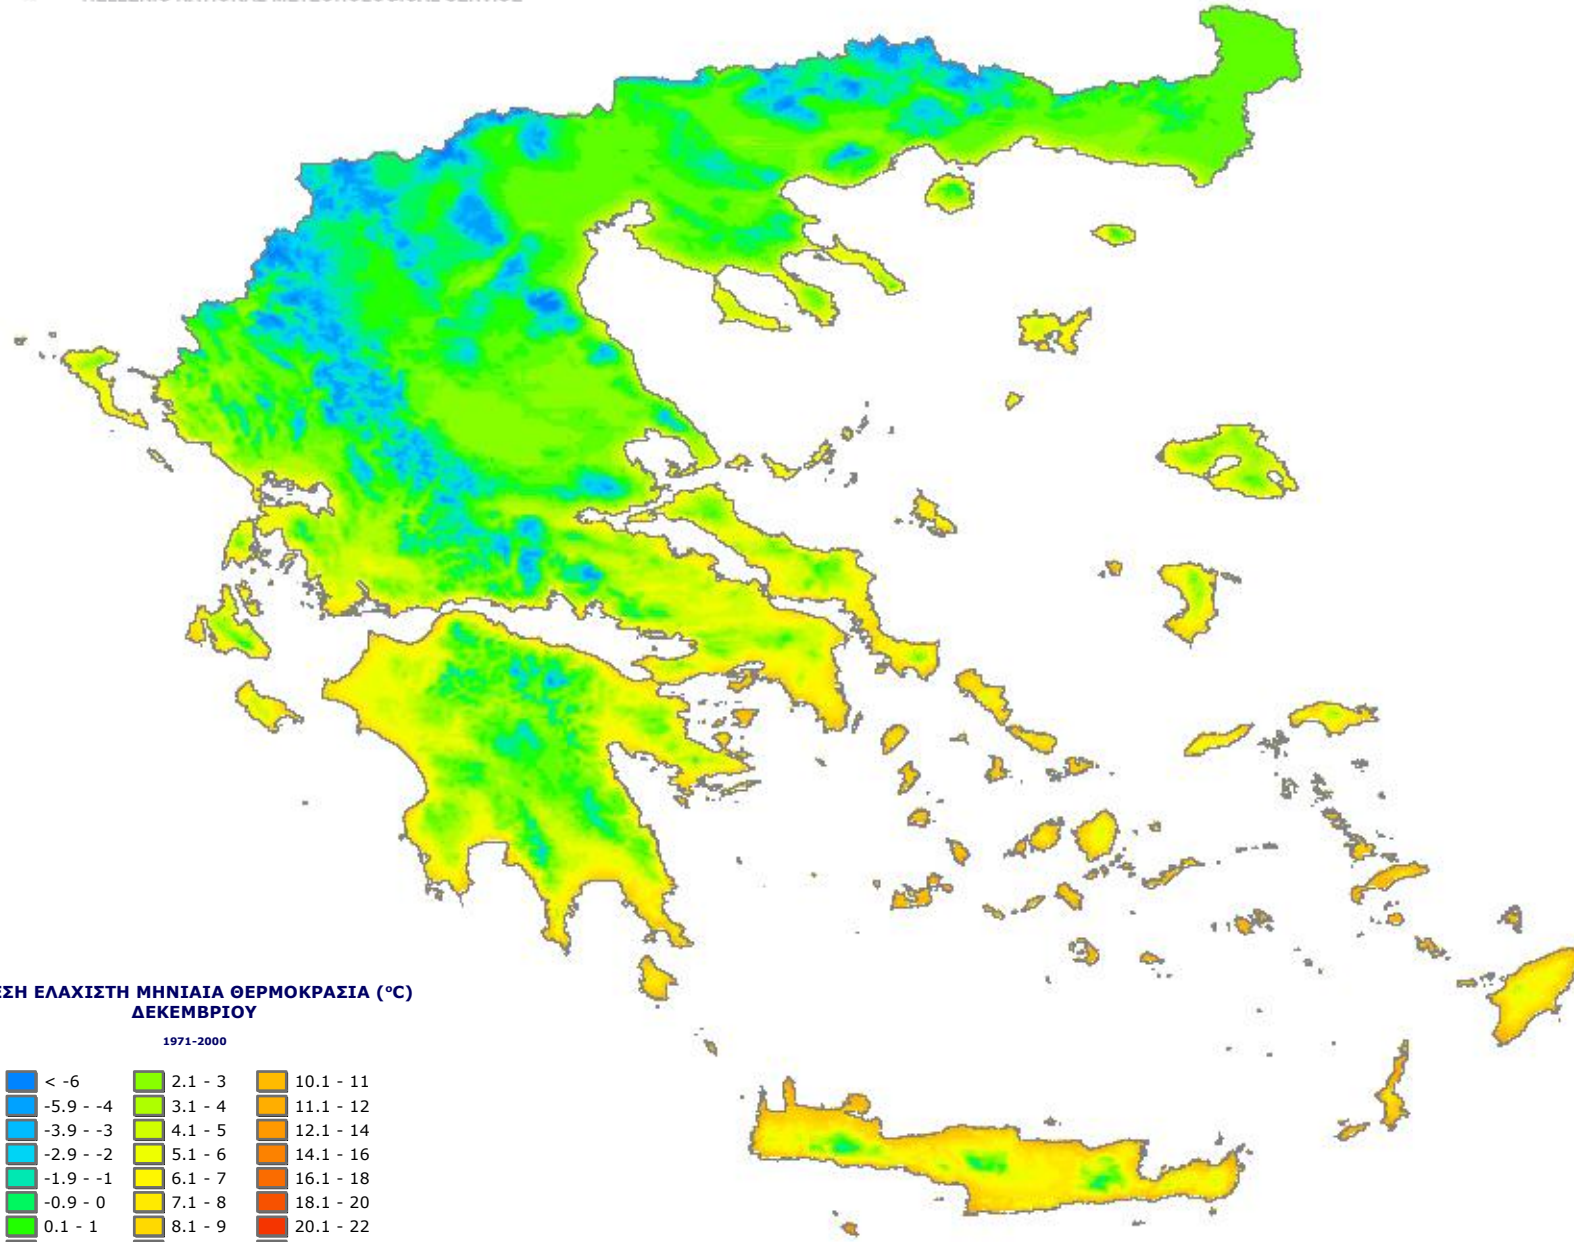 ΕΣΗ ΕΛΑΧΙΣΤΗ ΜΗΝΙΑΙΑ ΘΕΡΜΟΚΡΑΣΙΑ (°C)
ΔΕΚΕΜΒΡΙΟΥ
1971-2000
< -6 2.1 - 3 10.1 - 11
-5.9 - -4 3.1 - 4 11.1 - 12
-3.9 - -3 4.1 - 5 12.1 - 14
-2.9 - -2 5.1 - 6 14.1 - 16
-1.9 - -1 6.1 - 7 16.1 - 18
-0.9 - 0 7.1 - 8 18.1 - 20
0.1 - 1 8.1 - 9 20.1 - 22